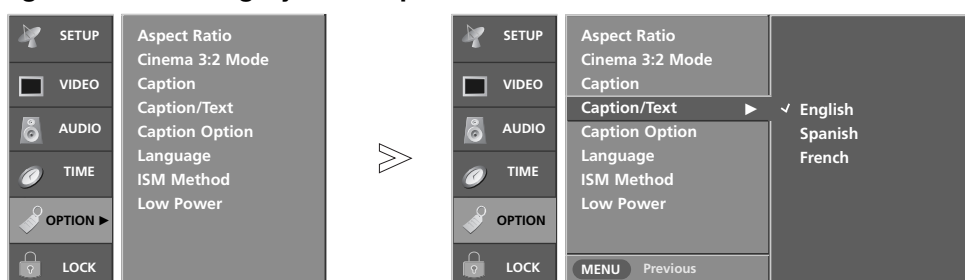 SETUP
VIDEO
AUDIO
TIME
OPTION ►
LOCK
Aspect Ratio
Cinema 3:2 Mode
Caption
Caption/Text
Caption Option
Language
ISM Method
Low Power
SETUP
VIDEO
AUDIO
TIME
OPTION
LOCK
Aspect Ratio
Cinema 3:2 Mode
Caption
Caption/Text ►
Caption Option
Language
ISM Method
Low Power
MENU Previous
✓ English
Spanish
French